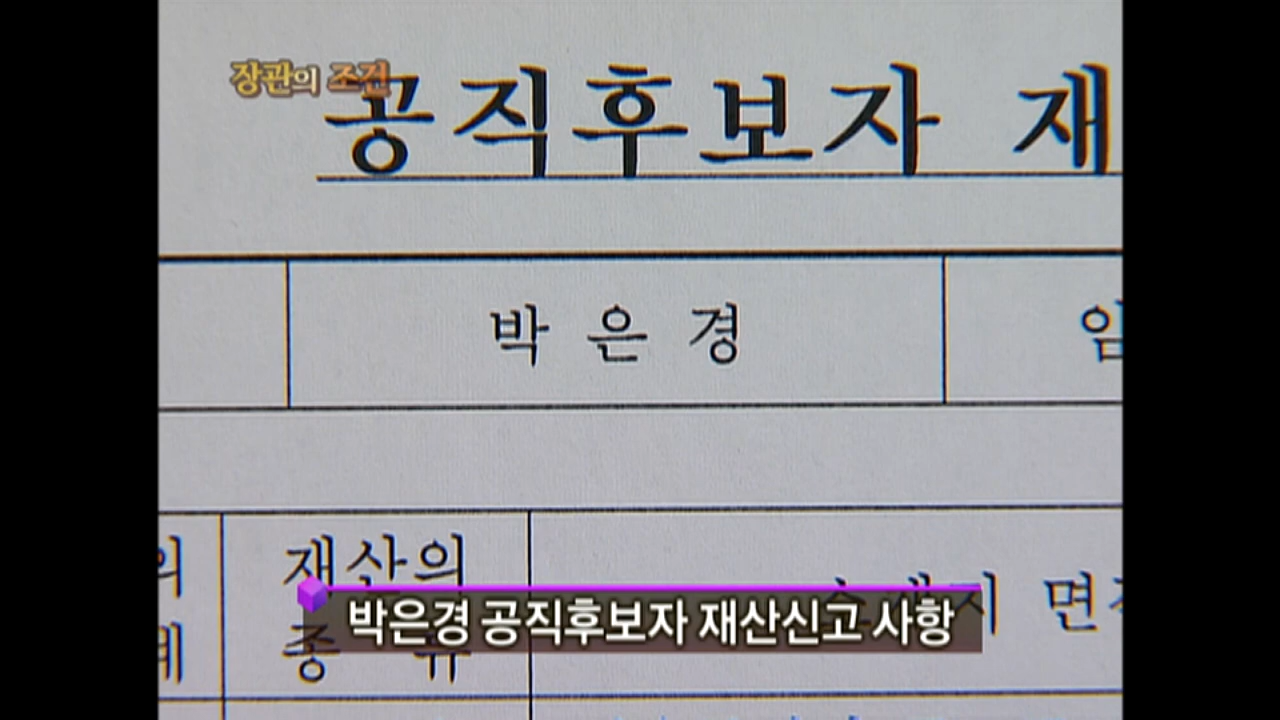 장관의 조건
공직후보자 재
박은경
재산의
면
종 류
박은경 공직후보자 재산신고 사항